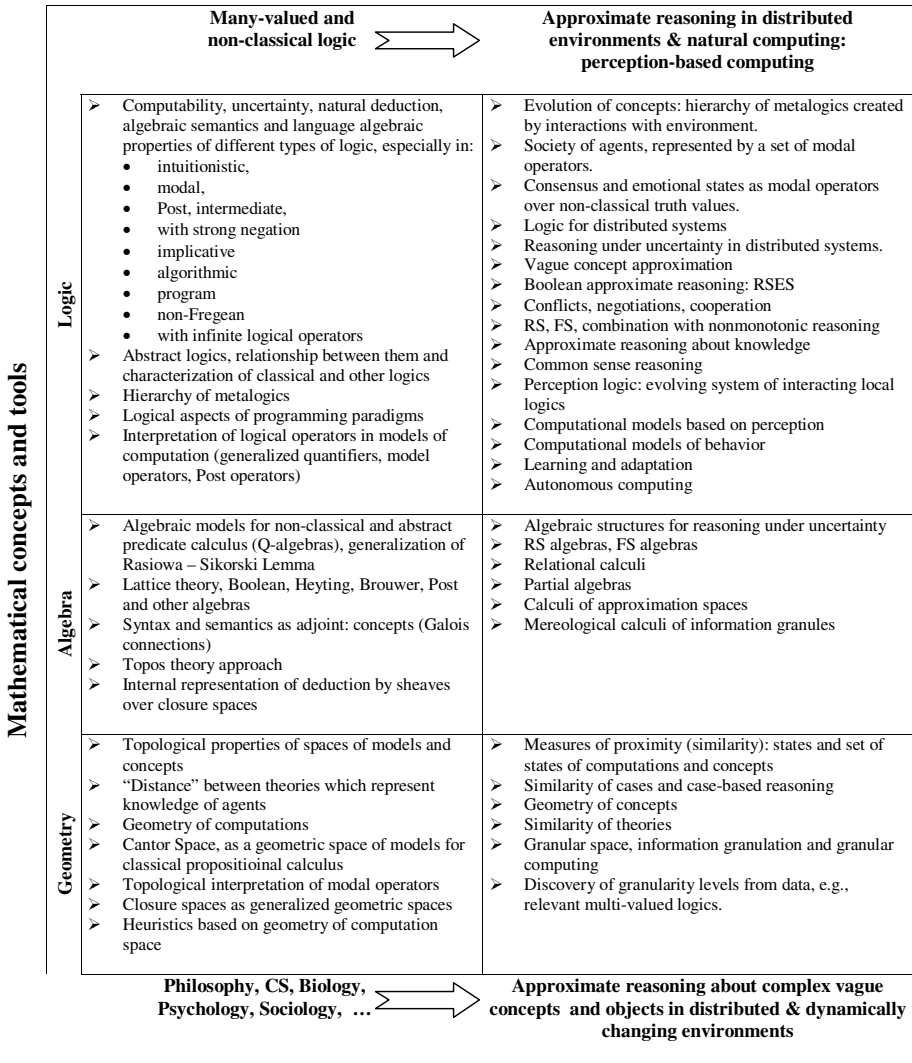 Many-valued and
non-classical logic
Approximate reasoning in distributed
environments & natural computing:
perception-based computing
Mathematical concepts and tools
Logic
➢ Computability, uncertainty, natural deduction,
algebraic semantics and language algebraic
properties of different types of logic, especially in:
• intuitionistic,
• modal,
• Post, intermediate,
• with strong negation
• implicative
• algorithmic
• program
• non-Fregean
• with infinite logical operators
➢ Abstract logics, relationship between them and
characterization of classical and other logics
➢ Hierarchy of metalogics
➢ Logical aspects of programming paradigms
➢ Interpretation of logical operators in models of
computation (generalized quantifiers, model
operators, Post operators)
➢ Evolution of concepts: hierarchy of metalogics created
by interactions with environment.
➢ Society of agents, represented by a set of modal
operators.
➢ Consensus and emotional states as modal operators
over non-classical truth values.
➢ Logic for distributed systems
➢ Reasoning under uncertainty in distributed systems.
➢ Vague concept approximation
➢ Boolean approximate reasoning: RSES
➢ Conflicts, negotiations, cooperation
➢ RS, FS, combination with nonmonotonic reasoning
➢ Approximate reasoning about knowledge
➢ Common sense reasoning
➢ Perception logic: evolving system of interacting local
logics
➢ Computational models based on perception
➢ Computational models of behavior
➢ Learning and adaptation
➢ Autonomous computing
Algebra
➢ Algebraic models for non-classical and abstract
predicate calculus (Q-algebras), generalization of
Rasiowa – Sikorski Lemma
➢ Lattice theory, Boolean, Heyting, Brouwer, Post
and other algebras
➢ Syntax and semantics as adjoint: concepts (Galois
connections)
➢ Topos theory approach
➢ Internal representation of deduction by sheaves
over closure spaces
➢ Algebraic structures for reasoning under uncertainty
➢ RS algebras, FS algebras
➢ Relational calculi
➢ Partial algebras
➢ Calculi of approximation spaces
➢ Mereological calculi of information granules
Geometry
➢ Topological properties of spaces of models and
concepts
➢ “Distance” between theories which represent
knowledge of agents
➢ Geometry of computations
➢ Cantor Space, as a geometric space of models for
classical propositioinal calculus
➢ Topological interpretation of modal operators
➢ Closure spaces as generalized geometric spaces
➢ Heuristics based on geometry of computation
space
➢ Measures of proximity (similarity): states and set of
states of computations and concepts
➢ Similarity of cases and case-based reasoning
➢ Geometry of concepts
➢ Similarity of theories
➢ Granular space, information granulation and granular
computing
➢ Discovery of granularity levels from data, e.g.,
relevant multi-valued logics.
Philosophy, CS, Biology,
Psychology, Sociology, …
Approximate reasoning about complex vague
concepts and objects in distributed & dynamically
changing environments